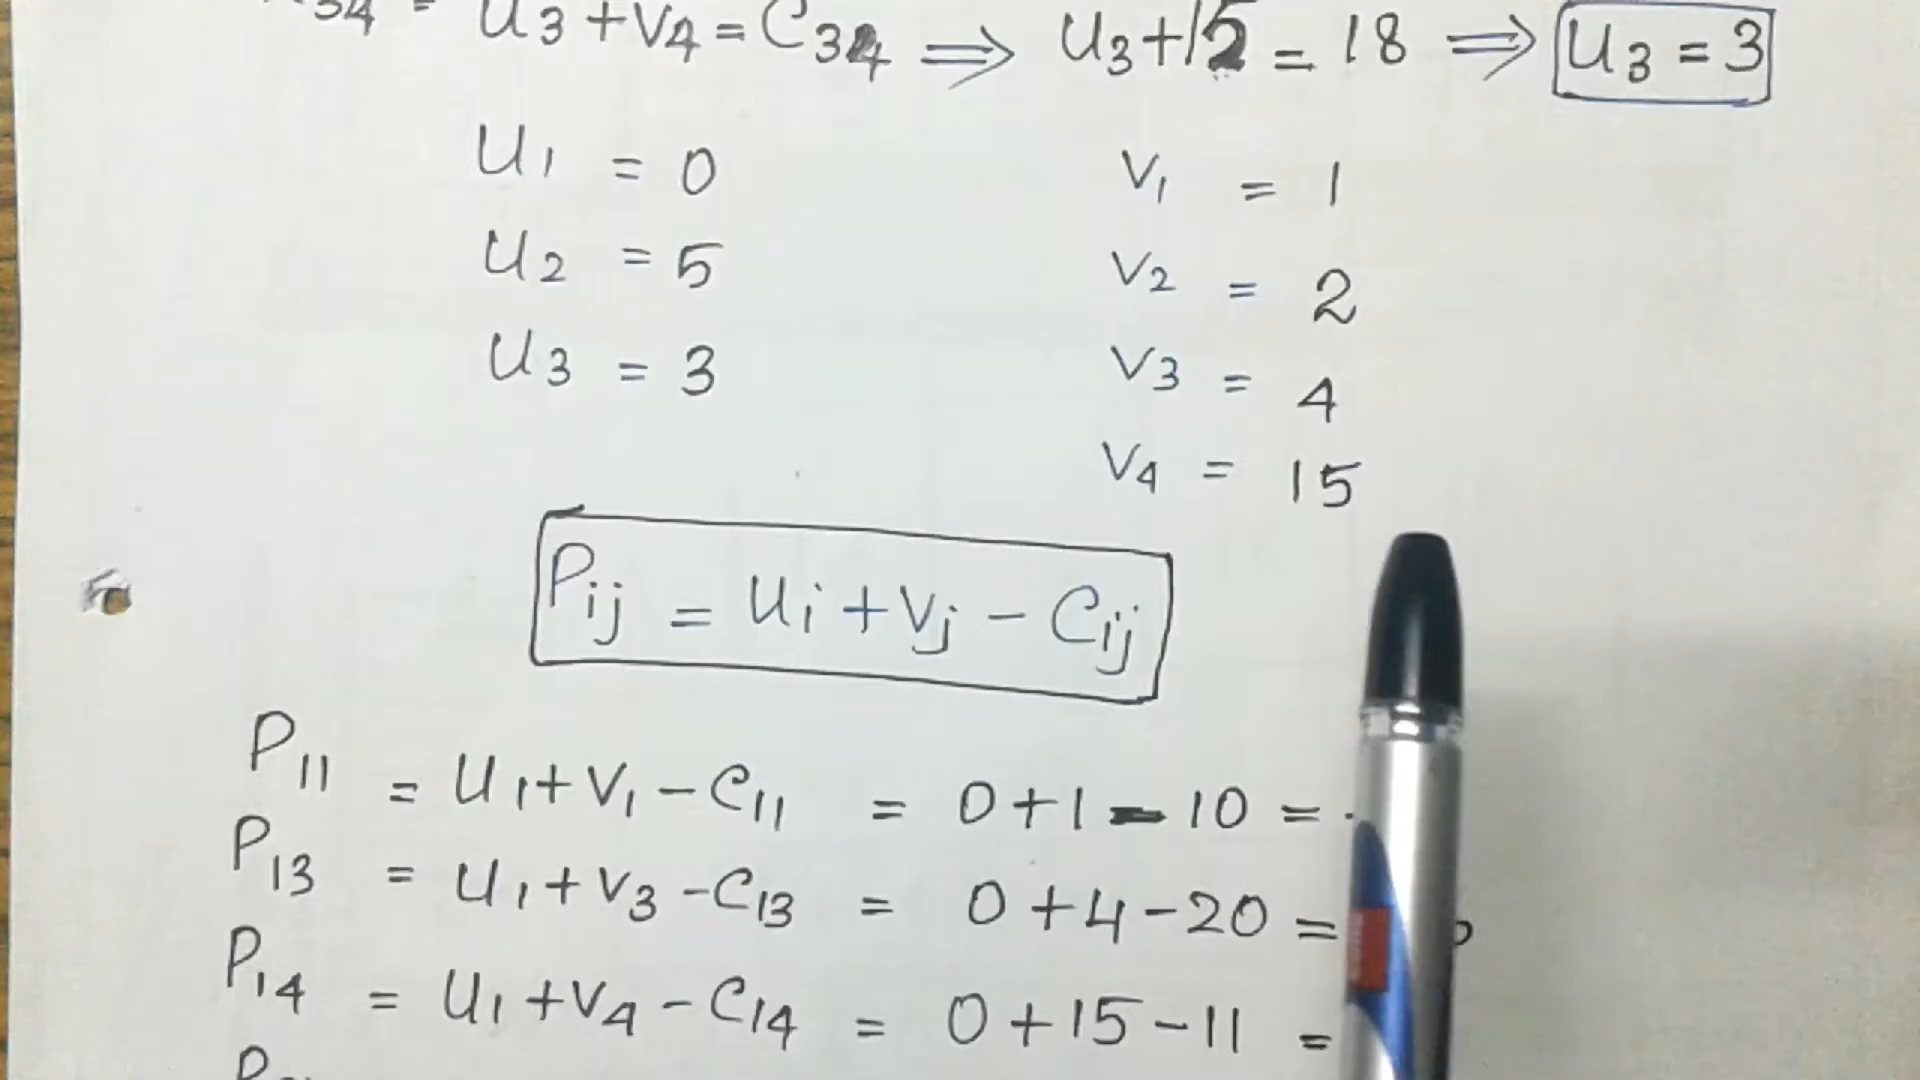 U3 + V4 = C34 ⟹ U3 + 15 = 18 ⟹ U3 = 3
U1 = 0 V1 = 1
U2 = 5 V2 = 2
U3 = 3 V3 = 4
V4 = 15
Pij = Ui + Vj - Cij
P11 = U1 + V1 - C11 = 0 + 1 - 10 =
P13 = U1 + V3 - C13 = 0 + 4 - 20 =
P14 = U1 + V4 - C14 = 0 + 15 - 11 =